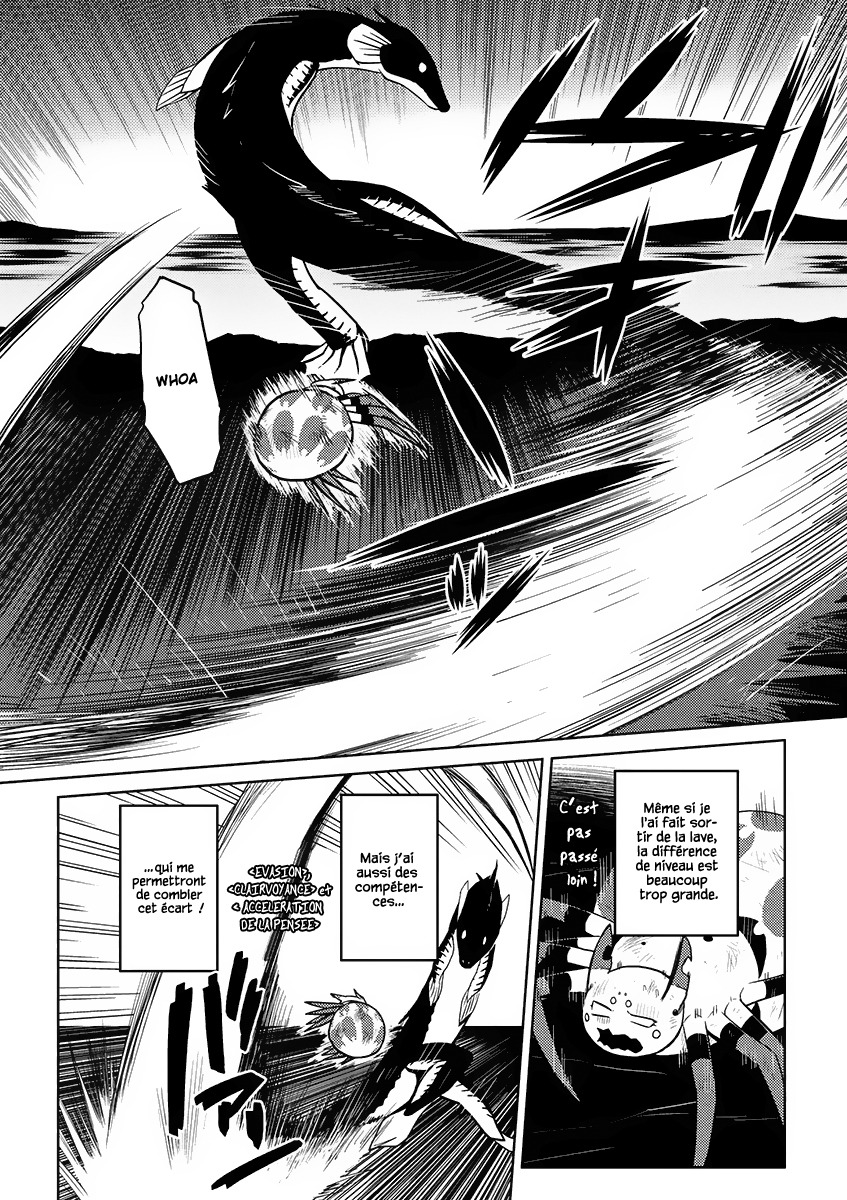 WHOA
Même si je
l'ai fait sor-
tir de la lave,
la différence
de niveau est
beaucoup
trop grande.
C'est
pas
passé
loin !
Mais j'ai
aussi des
compéten-
ces...
<EVASION>,
<CLAIRVOYANCE> et
< ACCELERATION
DE LA PENSEE>
...qui me
permettront
de combler
cet écart !